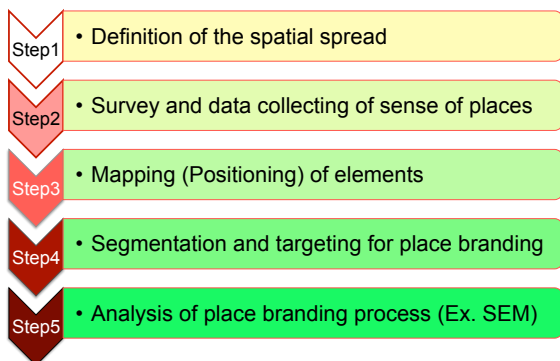 Step1
• Definition of the spatial spread
Step2
• Survey and data collecting of sense of places
Step3
• Mapping (Positioning) of elements
Step4
• Segmentation and targeting for place branding
Step5
• Analysis of place branding process (Ex. SEM)